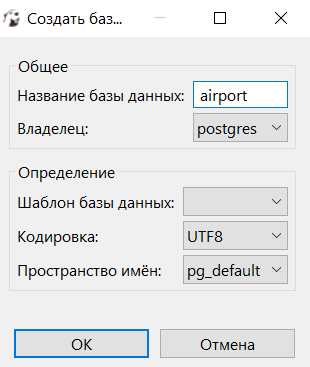 Создать баз...
Общее
Название базы данных: airport
Владелец: postgres
Определение
Шаблон базы данных:
Кодировка: UTF8
Пространство имён: pg_default
OK Отмена